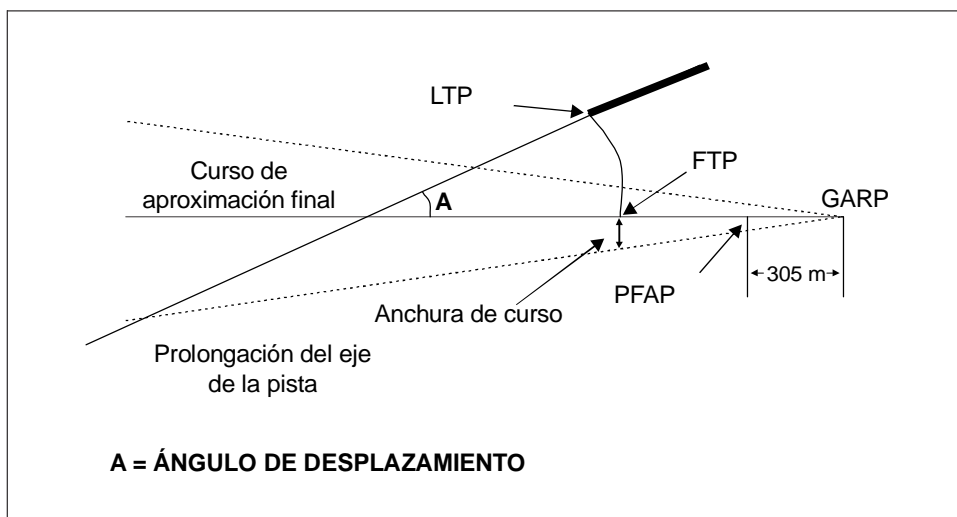 LTP
FTP
Curso de
aproximación final
A
GARP
305 m
PFAP
Anchura de curso
Prolongación del eje
de la pista
A = ÁNGULO DE DESPLAZAMIENTO